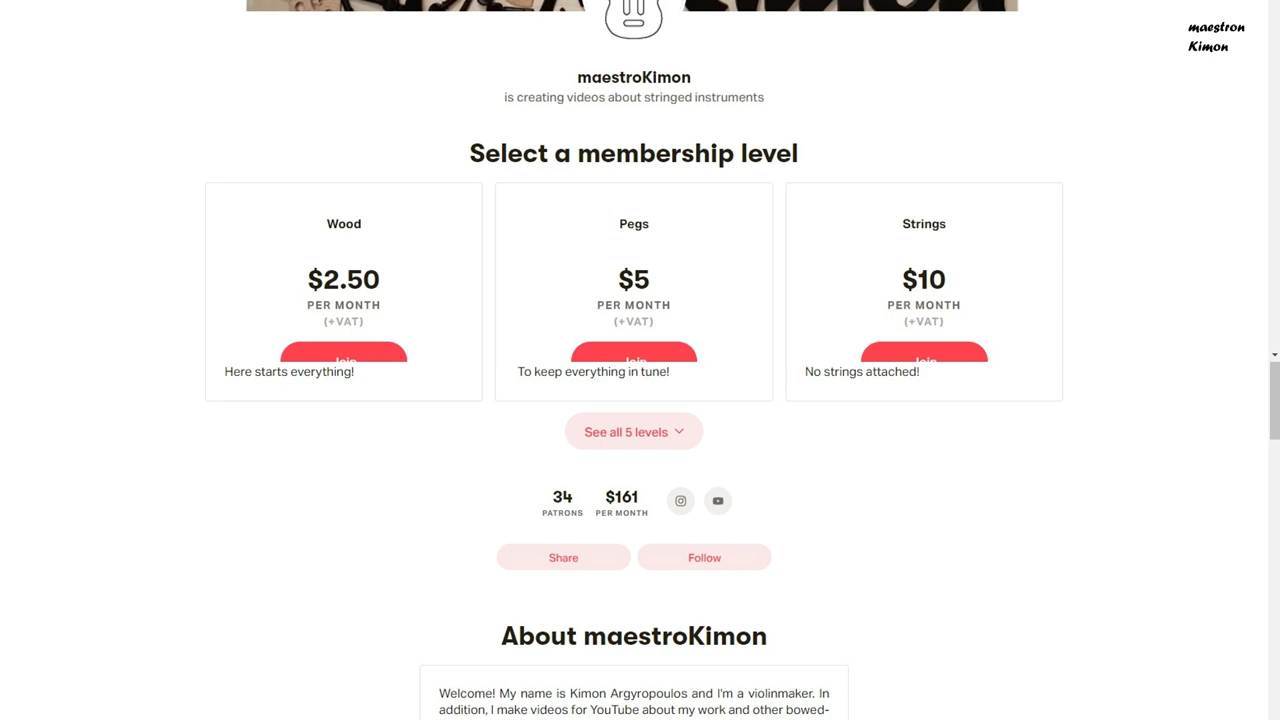 maestron
Kimon
maestroKimon
is creating videos about stringed instruments
Select a membership level
Wood
$2.50
PER MONTH
(+VAT)
Join
Here starts everything!
Pegs
$5
PER MONTH
(+VAT)
Join
To keep everything in tune!
Strings
$10
PER MONTH
(+VAT)
Join
No strings attached!
See all 5 levels
34
PATRONS
$161
PER MONTH
Share
Follow
About maestroKimon
Welcome! My name is Kimon Argyropoulos and I'm a violinmaker. In
addition, I make videos for YouTube about my work and other bowed-